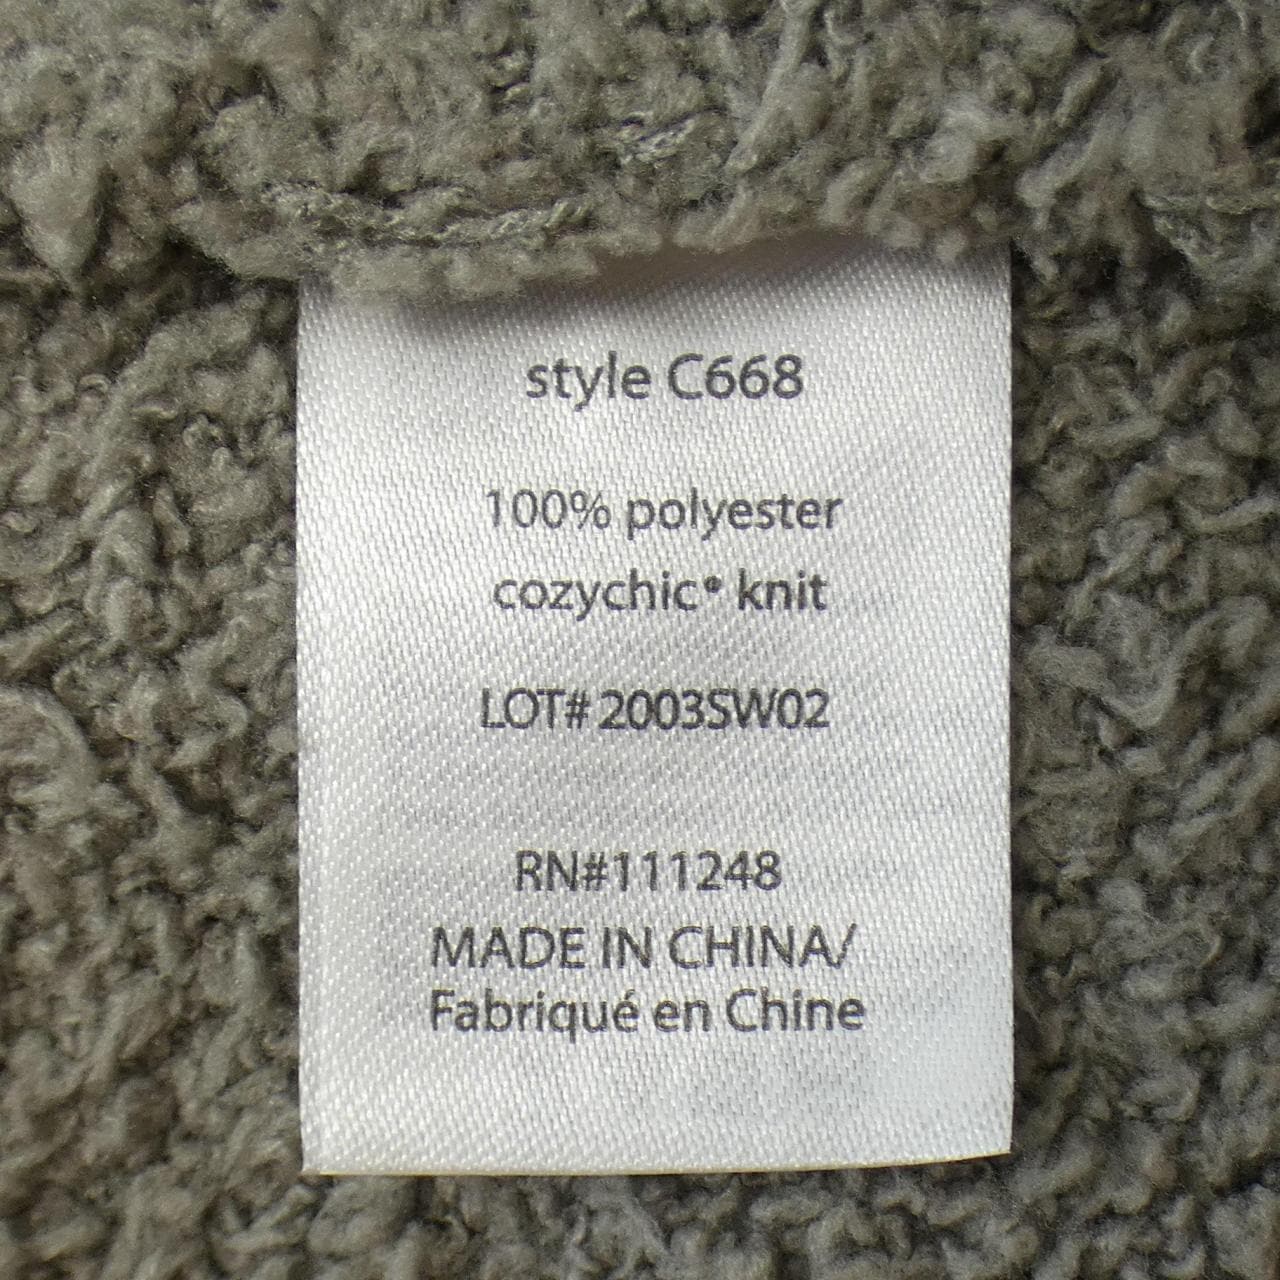 style C668
100% polyester
cozychic® knit
LOT# 2003SW02
RN#111248
MADE IN CHINA/
Fabriqué en Chine